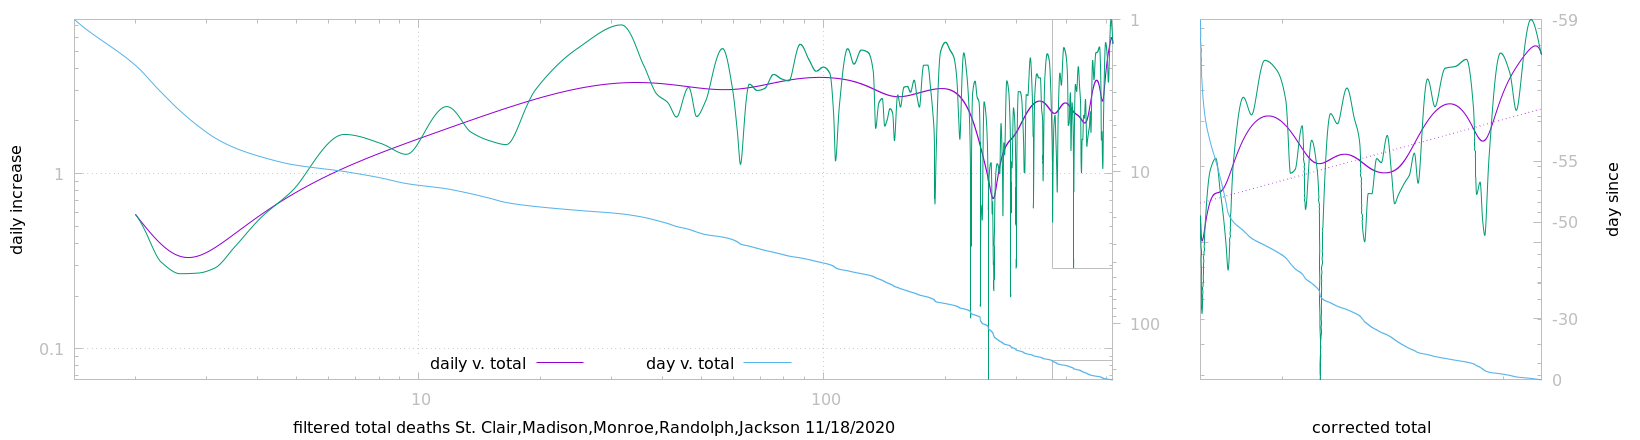 daily increase
1
0.1
10
100
1
10
100
daily v. total
day v. total
filtered total deaths St. Clair,Madison,Monroe,Randolph,Jackson 11/18/2020
-59
-55
-50
-30
0
day since
corrected total